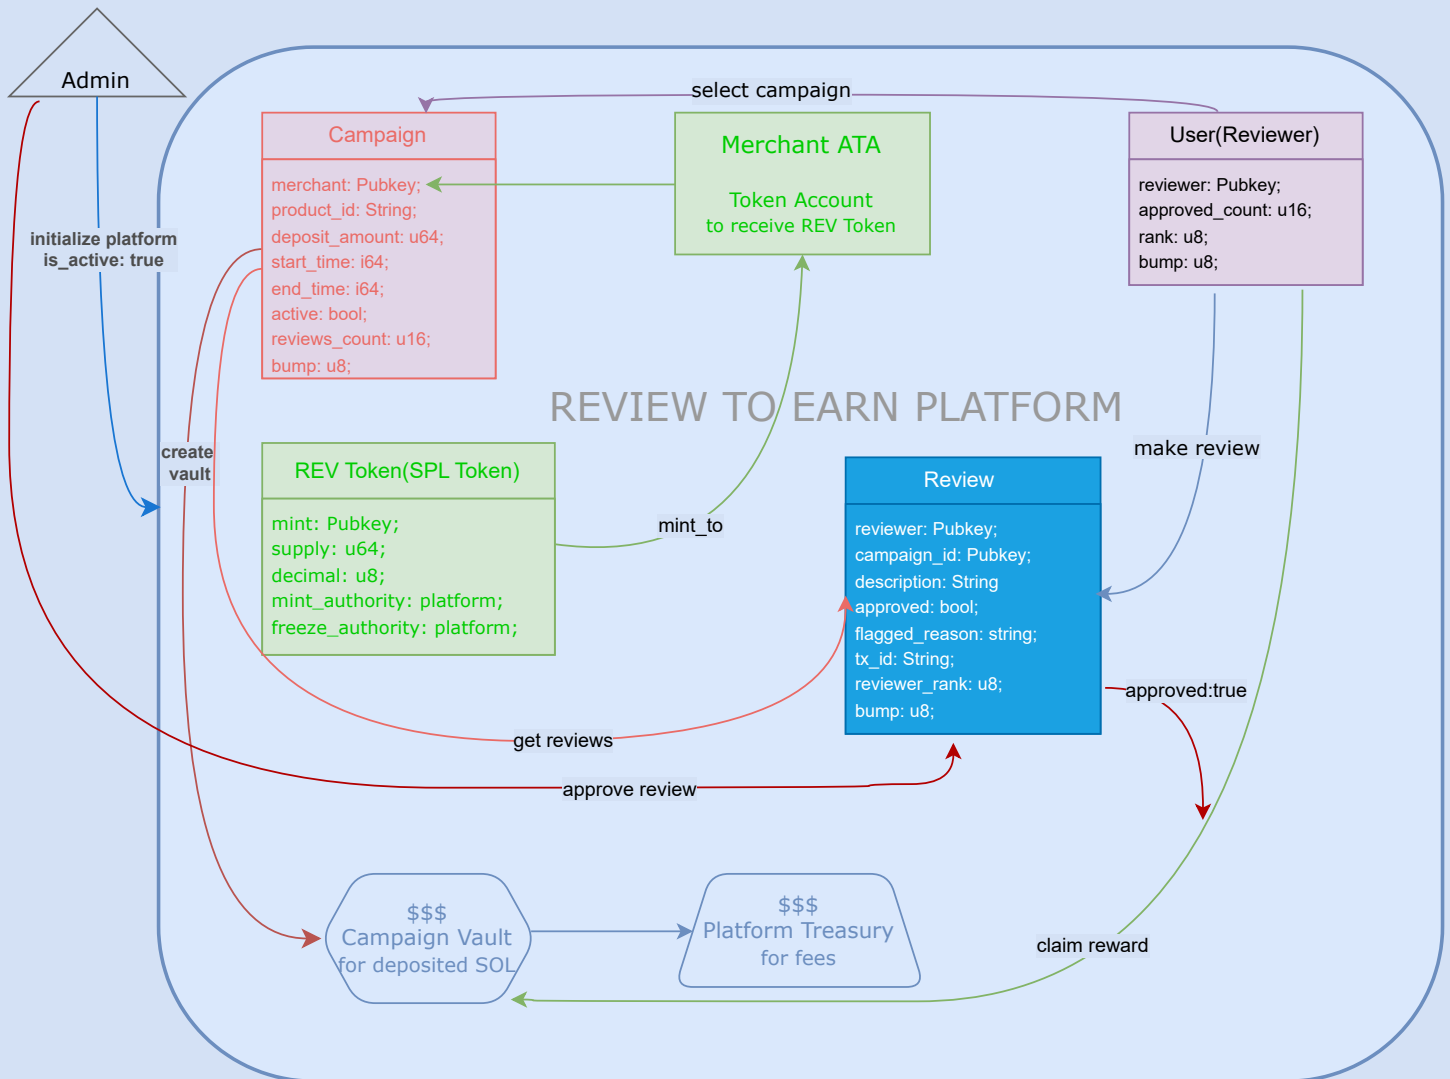 Admin
select campaign
Campaign
merchant: Pubkey;
product_id: String;
deposit_amount: u64;
start_time: i64;
end_time: i64;
active: bool;
reviews_count: u16;
bump: u8;
Merchant ATA
Token Account
to receive REV Token
User(Reviewer)
reviewer: Pubkey;
approved_count: u16;
rank: u8;
bump: u8;
initialize platform
is_active: true
REVIEW TO EARN PLATFORM
create
vault
REV Token(SPL Token)
mint: Pubkey;
supply: u64;
decimal: u8;
mint_authority: platform;
freeze_authority: platform;
mint_to
make review
Review
reviewer: Pubkey;
campaign_id: Pubkey;
description: String
approved: bool;
flagged_reason: string;
tx_id: String;
reviewer_rank: u8;
bump: u8;
approved:true
get reviews
approve review
$$$
Campaign Vault
for deposited SOL
$$$
Platform Treasury
for fees
claim reward